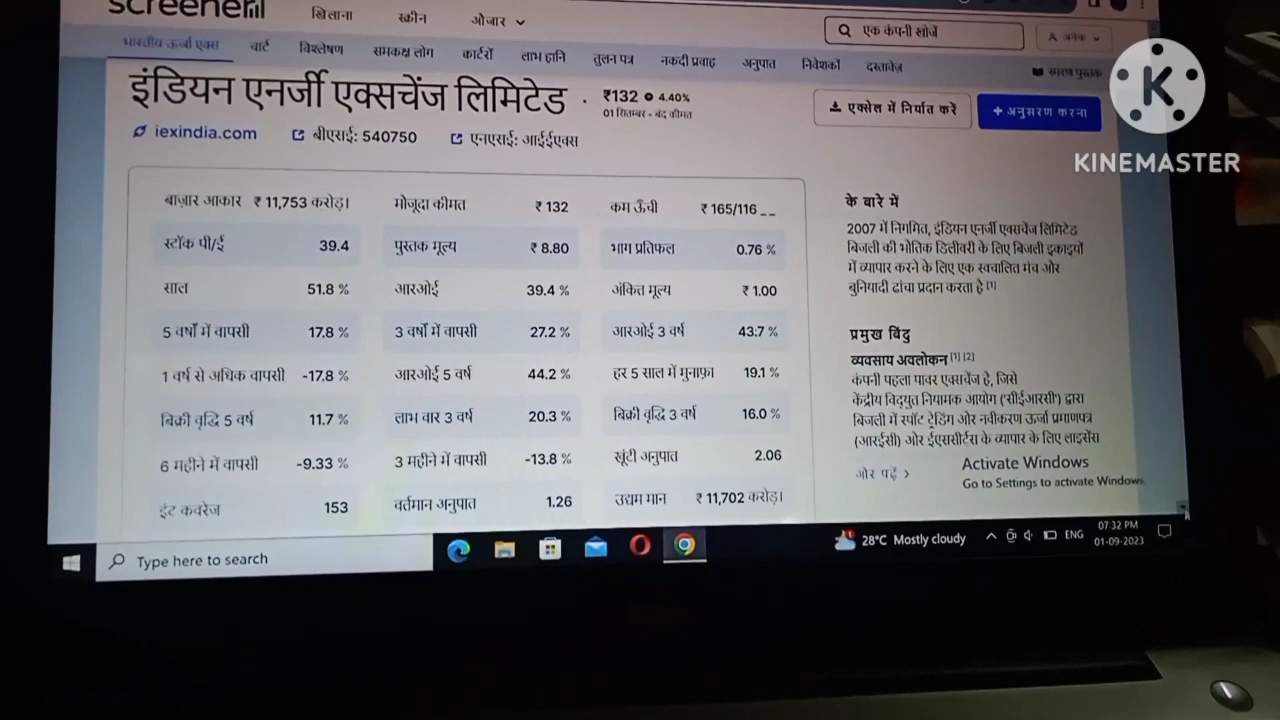 screener
खिलाना स्क्रीन औजार
एक कंपनी खोजें
अनेक
भारतीय ऊर्जा एक्स चार्ट विश्लेषण समकक्ष लोग कार्टरों लाभ हानि तुलन पत्र नकदी प्रवाह अनुपात निवेशकों दस्तावेज़
स्मरण पुस्तक
इंडियन एनर्जी एक्सचेंज लिमिटेड · ₹132 4.40%
01 सितम्बर - बंद कीमत
एक्सेल में निर्यात करें
+ अनुसरण करना
iexindia.com बीएसई: 540750 एनएसई: आईईएक्स
K
KINEMASTER
बाज़ार आकार ₹ 11,753 करोड़।
मौजूदा कीमत ₹ 132
कम ऊँची ₹ 165/116
स्टॉक पी/ई 39.4
पुस्तक मूल्य ₹ 8.80
भाग प्रतिफल 0.76 %
साल 51.8 %
आरओई 39.4 %
अंकित मूल्य ₹ 1.00
5 वर्षों में वापसी 17.8 %
3 वर्षों में वापसी 27.2 %
आरओई 3 वर्ष 43.7 %
1 वर्ष से अधिक वापसी -17.8 %
आरओई 5 वर्ष 44.2 %
हर 5 साल में मुनाफ़ा 19.1 %
बिक्री वृद्धि 5 वर्ष 11.7 %
लाभ वार 3 वर्ष 20.3 %
बिक्री वृद्धि 3 वर्ष 16.0 %
6 महीने में वापसी -9.33 %
3 महीने में वापसी -13.8 %
खूंटी अनुपात 2.06
इंट कवरेज 153
वर्तमान अनुपात 1.26
उद्यम मान ₹ 11,702 करोड़।
के बारे में
2007 में निगमित, इंडियन एनर्जी एक्सचेंज लिमिटेड
बिजली की भौतिक डिलीवरी के लिए बिजली इकाइयों
में व्यापार करने के लिए एक स्वचालित मंच और
बुनियादी ढांचा प्रदान करता है [1]
प्रमुख बिंदु
व्यवसाय अवलोकन [1] [2]
कंपनी पहला पावर एक्सचेंज है, जिसे
केंद्रीय विद्युत नियामक आयोग ('सीईआरसी') द्वारा
बिजली में स्पॉट ट्रेडिंग और नवीकरण ऊर्जा प्रमाणपत्र
(आरईसी) और ईएससीर्टस के व्यापार के लिए लाइसेंस
और पढ़ें >
Activate Windows
Go to Settings to activate Windows
Type here to search
28°C Mostly cloudy
ENG
07:32 PM
01-09-2023